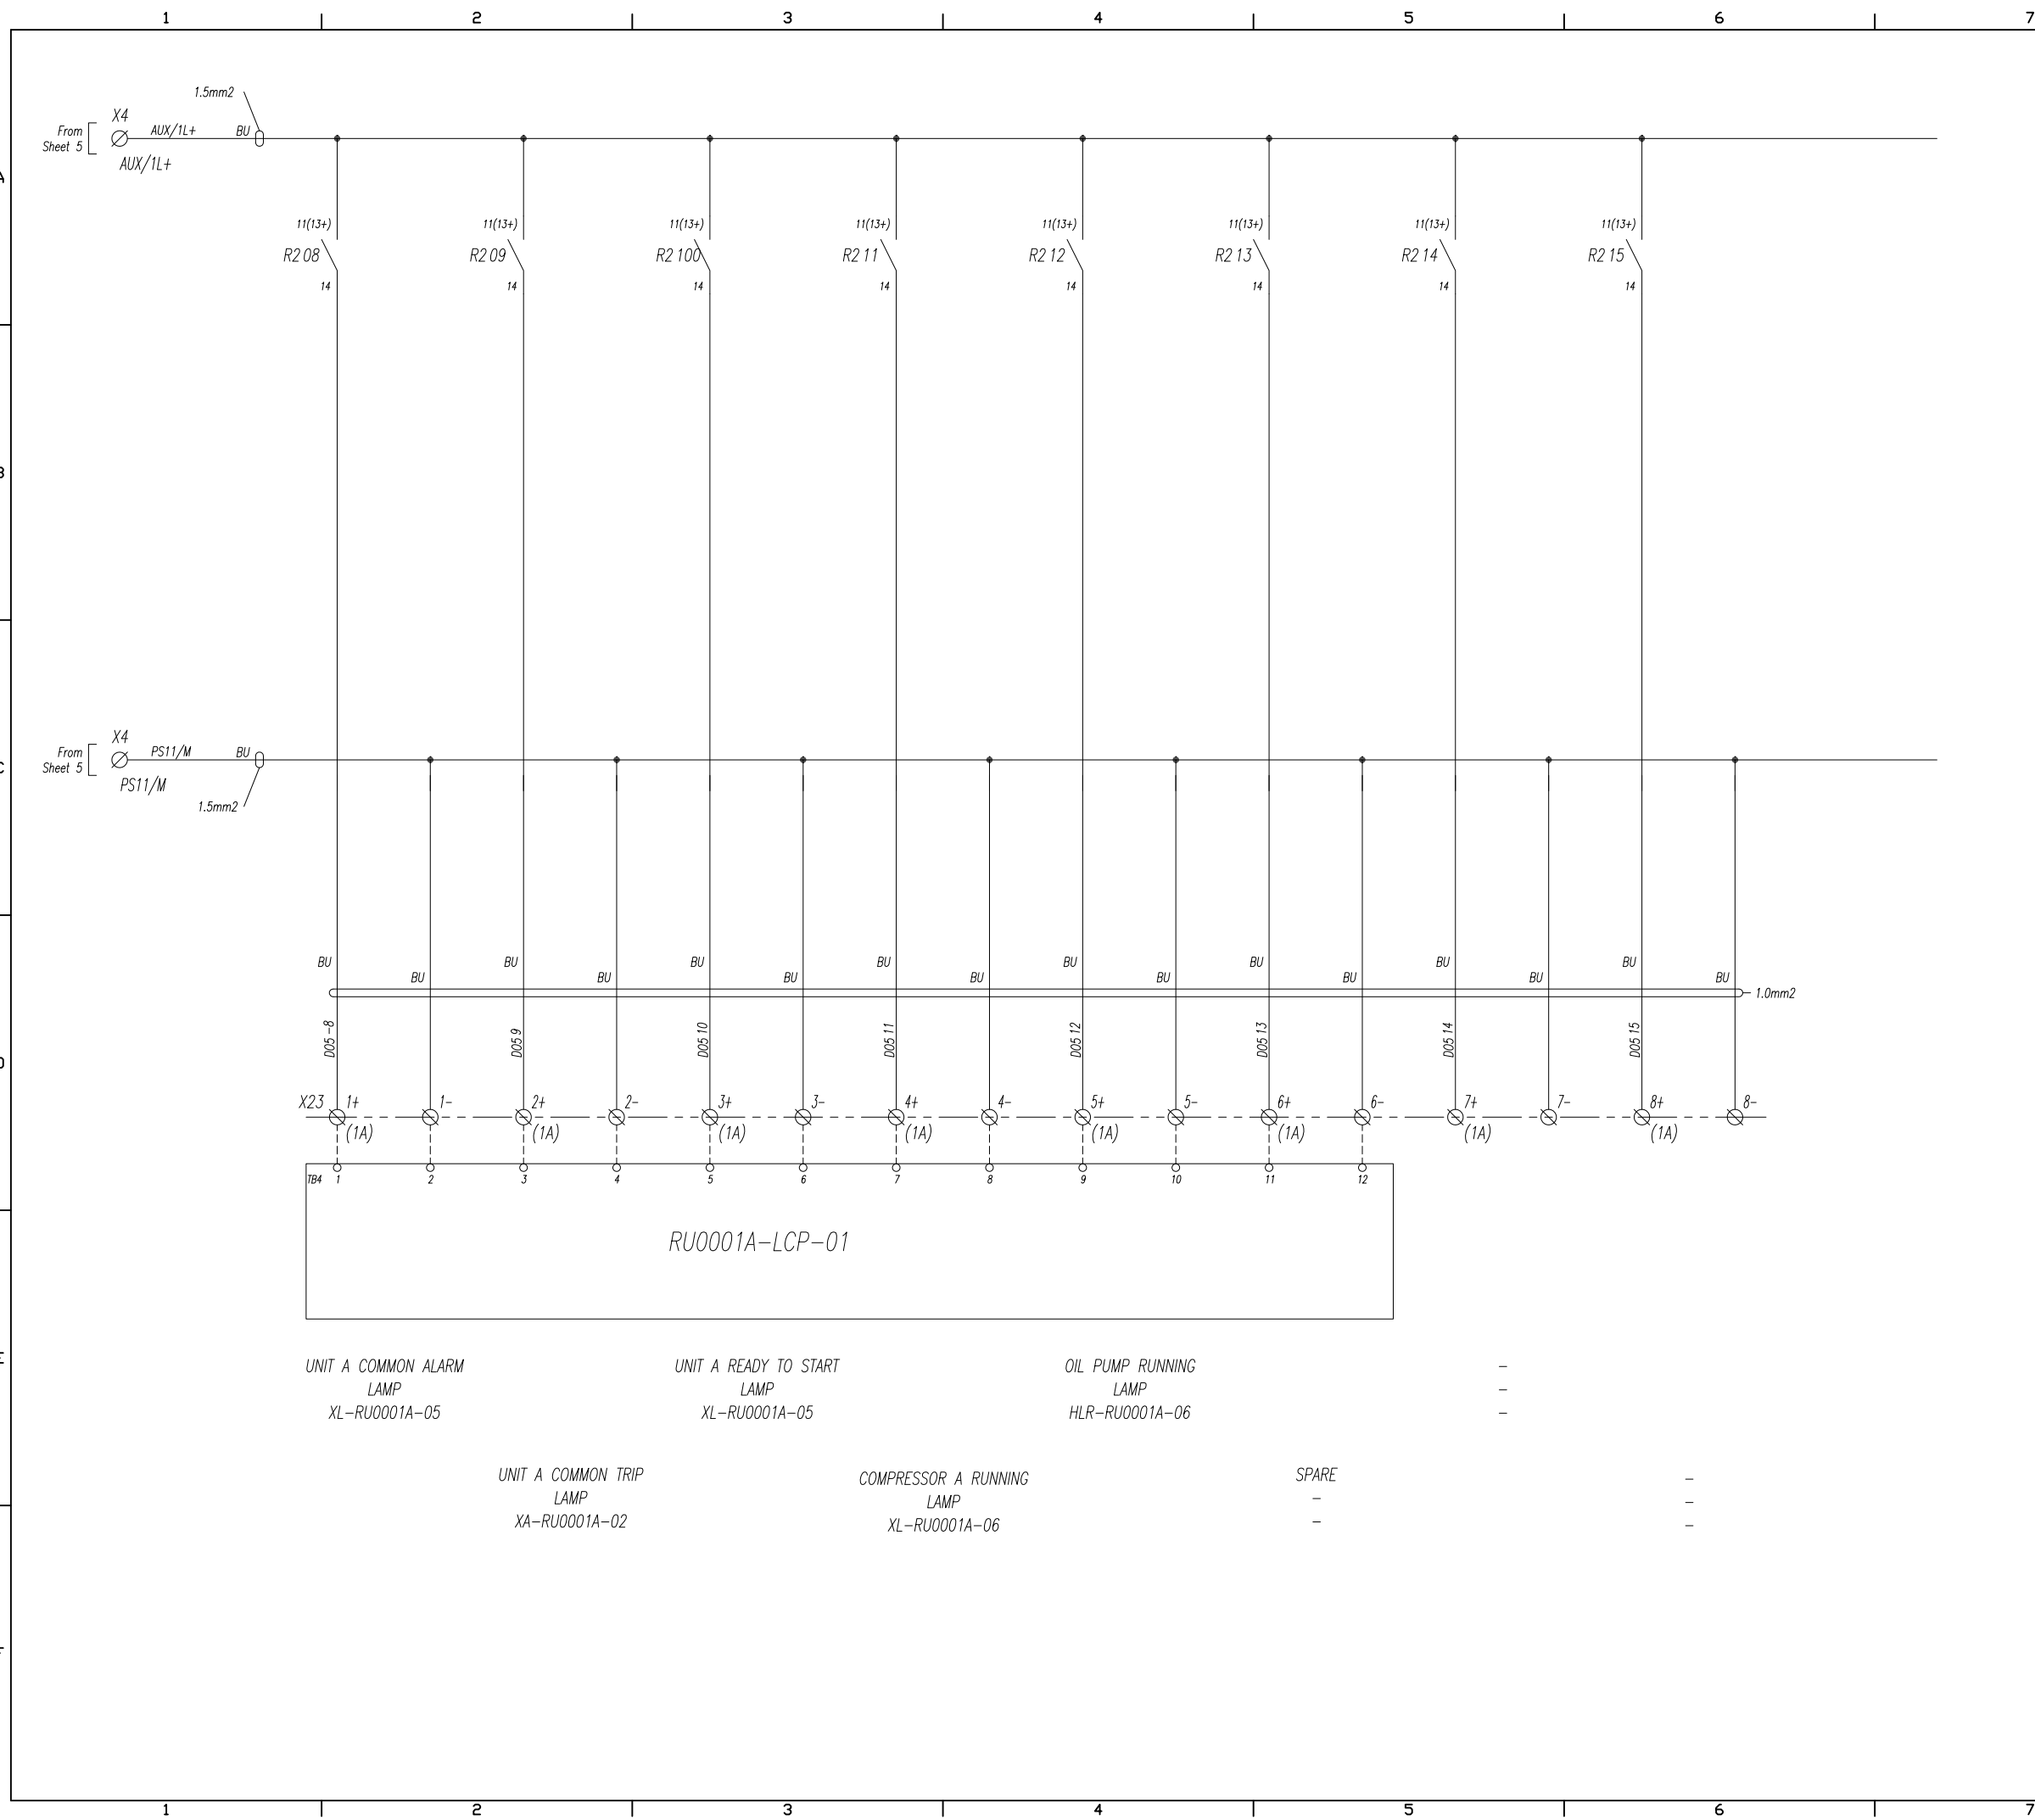 1 2 3 4 5 6 7
1.5mm2
X4
From
Sheet 5
AUX/1L+ BU
AUX/1L+
A
11(13+) 11(13+) 11(13+) 11(13+) 11(13+) 11(13+) 11(13+) 11(13+)
R2 08 R2 09 R2 100 R2 11 R2 12 R2 13 R2 14 R2 15
14 14 14 14 14 14 14 14
B
X4
From
Sheet 5
PS11/M BU
PS11/M
C
1.5mm2
BU BU BU BU BU BU BU BU
BU BU BU BU BU BU BU BU
1.0mm2
DO5 -8 DO5 9 DO5 10 DO5 11 DO5 12 DO5 13 DO5 14 DO5 15
D
X23 1+ 1- 2+ 2- 3+ 3- 4+ 4- 5+ 5- 6+ 6- 7+ 7- 8+ 8-
(1A) (1A) (1A) (1A) (1A) (1A) (1A) (1A)
TB4 1 2 3 4 5 6 7 8 9 10 11 12
RU0001A-LCP-01
E
UNIT A COMMON ALARM
LAMP
XL-RU0001A-05
UNIT A READY TO START
LAMP
XL-RU0001A-05
OIL PUMP RUNNING
LAMP
HLR-RU0001A-06
-
-
-
UNIT A COMMON TRIP
LAMP
XA-RU0001A-02
COMPRESSOR A RUNNING
LAMP
XL-RU0001A-06
SPARE
-
-
-
-
-
1 2 3 4 5 6 7